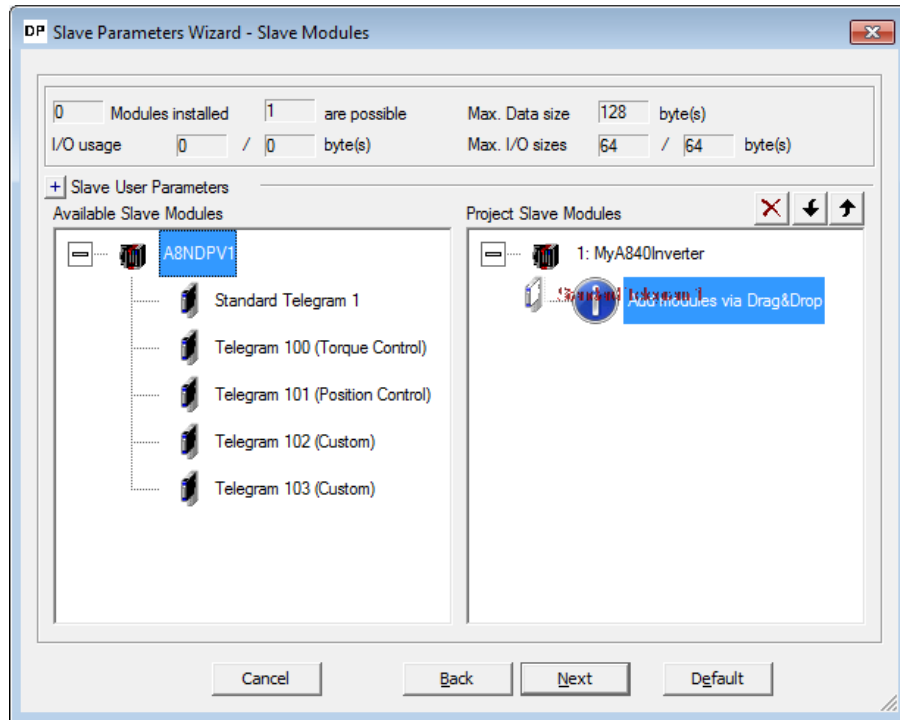 DP Slave Parameters Wizard - Slave Modules
0 Modules installed 1 are possible Max. Data size 128 byte(s)
I/O usage 0 / 0 byte(s) Max. I/O sizes 64 / 64 byte(s)
+ Slave User Parameters
Available Slave Modules Project Slave Modules
A8NDPV1 1: MyA840Inverter
Standard Telegram 1 Standard Telegram 1 Add modules via Drag&Drop
Telegram 100 (Torque Control)
Telegram 101 (Position Control)
Telegram 102 (Custom)
Telegram 103 (Custom)
Cancel Back Next Default